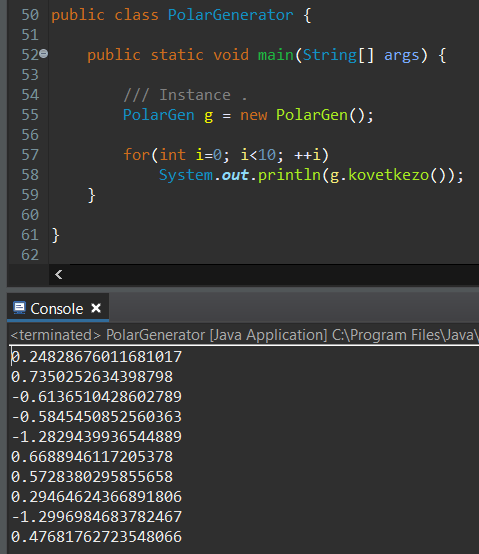 50 public class PolarGenerator {
51
52 public static void main(String[] args) {
53
54 /// Instance .
55 PolarGen g = new PolarGen();
56
57 for(int i=0; i<10; ++i)
58 System.out.println(g.kovetkezo());
59 }
60
61 }
62
<
Console ×
<terminated> PolarGenerator [Java Application] C:\Program Files\Java\
0.24828676011681017
0.7350252634398798
-0.6136510428602789
-0.5845450852560363
-1.2829439936544889
0.6688946117205378
0.5728380295855658
0.29464624366891806
-1.2996984683782467
0.47681762723548066